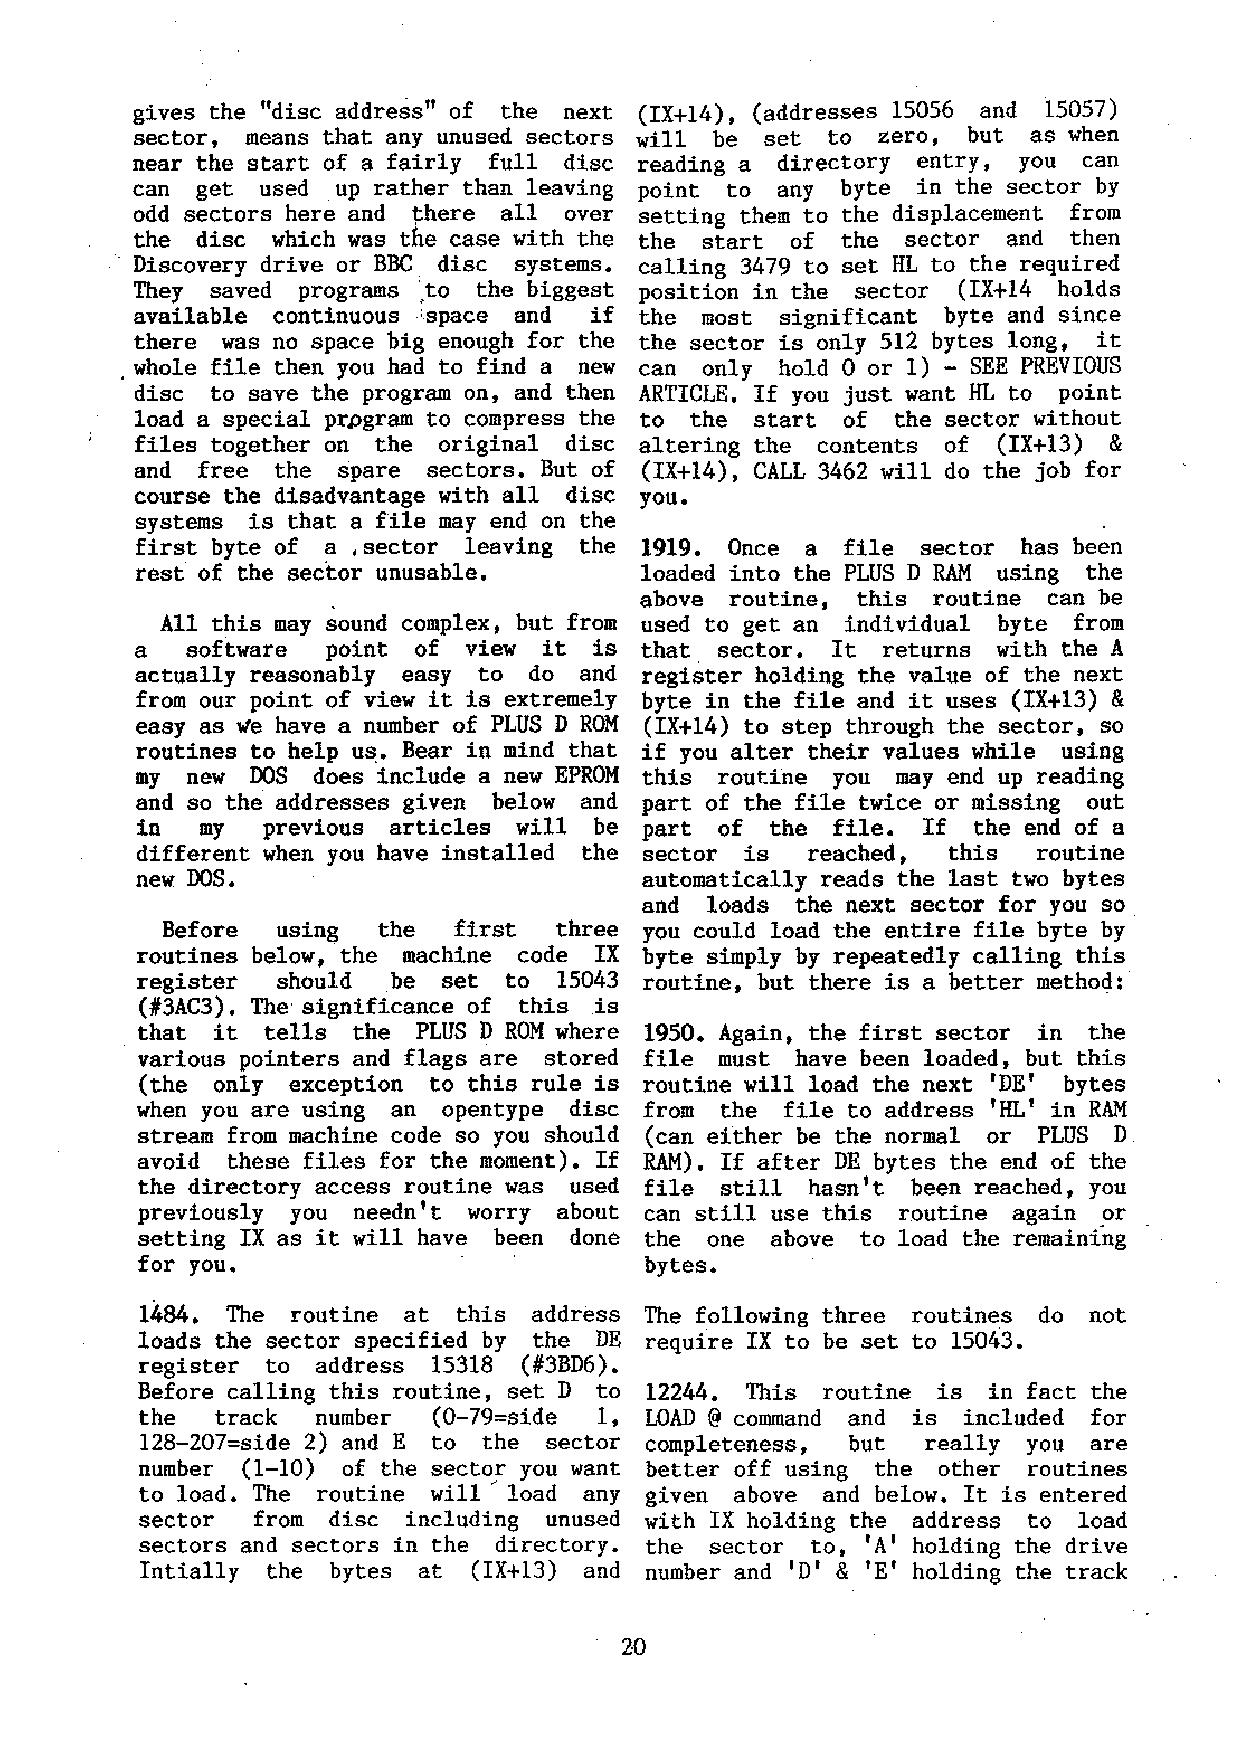 gives the "disc address" of the next
sector, means that any unused sectors
near the start of a fairly full disc
can get used up rather than leaving
odd sectors here and there all over
the disc which was the case with the
Discovery drive or BBC disc systems.
They saved programs to the biggest
available continuous space and if
there was no space big enough for the
whole file then you had to find a new
disc to save the program on, and then
load a special program to compress the
files together on the original disc
and free the spare sectors. But of
course the disadvantage with all disc
systems is that a file may end on the
first byte of a sector leaving the
rest of the sector unusable.
All this may sound complex, but from
a software point of view it is
actually reasonably easy to do and
from our point of view it is extremely
easy as we have a number of PLUS D ROM
routines to help us. Bear in mind that
my new DOS does include a new EPROM
and so the addresses given below and
in my previous articles will be
different when you have installed the
new DOS.
Before using the first three
routines below, the machine code IX
register should be set to 15043
(#3AC3). The significance of this is
that it tells the PLUS D ROM where
various pointers and flags are stored
(the only exception to this rule is
when you are using an opentype disc
stream from machine code so you should
avoid these files for the moment). If
the directory access routine was used
previously you needn't worry about
setting IX as it will have been done
for you.
1484. The routine at this address
loads the sector specified by the DE
register to address 15318 (#3BD6).
Before calling this routine, set D to
the track number (0-79=side 1,
128-207=side 2) and E to the sector
number (1-10) of the sector you want
to load. The routine will load any
sector from disc including unused
sectors and sectors in the directory.
Intially the bytes at (IX+13) and
(IX+14), (addresses 15056 and 15057)
will be set to zero, but as when
reading a directory entry, you can
point to any byte in the sector by
setting them to the displacement from
the start of the sector and then
calling 3479 to set HL to the required
position in the sector (IX+14 holds
the most significant byte and since
the sector is only 512 bytes long, it
can only hold 0 or 1) - SEE PREVIOUS
ARTICLE. If you just want HL to point
to the start of the sector without
altering the contents of (IX+13) &
(IX+14), CALL 3462 will do the job for
you.
1919. Once a file sector has been
loaded into the PLUS D RAM using the
above routine, this routine can be
used to get an individual byte from
that sector. It returns with the A
register holding the value of the next
byte in the file and it uses (IX+13) &
(IX+14) to step through the sector, so
if you alter their values while using
this routine you may end up reading
part of the file twice or missing out
part of the file. If the end of a
sector is reached, this routine
automatically reads the last two bytes
and loads the next sector for you so
you could load the entire file byte by
byte simply by repeatedly calling this
routine, but there is a better method:
1950. Again, the first sector in the
file must have been loaded, but this
routine will load the next 'DE' bytes
from the file to address 'HL' in RAM
(can either be the normal or PLUS D
RAM). If after DE bytes the end of the
file still hasn't been reached, you
can still use this routine again or
the one above to load the remaining
bytes.
The following three routines do not
require IX to be set to 15043.
12244. This routine is in fact the
LOAD @ command and is included for
completeness, but really you are
better off using the other routines
given above and below. It is entered
with IX holding the address to load
the sector to, 'A' holding the drive
number and 'D' & 'E' holding the track
20